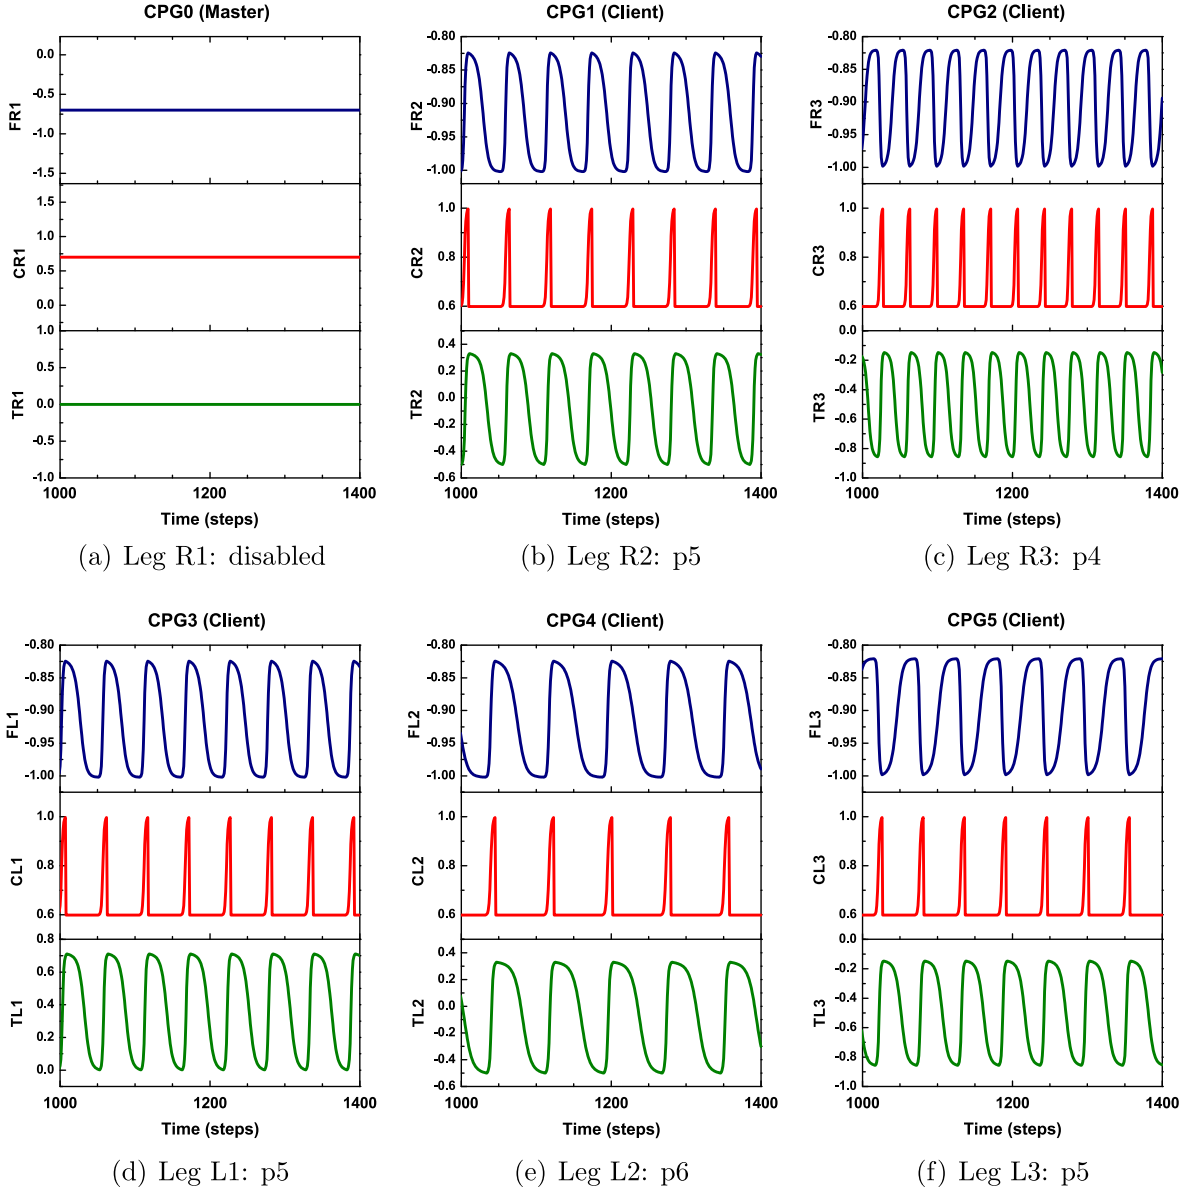 CPG0 (Master)
0.0
-0.5
-1.0
-1.5
FR1
1.5
1.0
0.5
0.0
CR1
1.0
0.5
0.0
-0.5
-1.0
TR1
1000 1200 1400
Time (steps)
(a) Leg R1: disabled
CPG1 (Client)
-0.80
-0.85
-0.90
-0.95
-1.00
FR2
1.0
0.8
0.6
CR2
0.4
0.2
0.0
-0.2
-0.4
-0.6
TR2
1000 1200 1400
Time (steps)
(b) Leg R2: p5
CPG2 (Client)
-0.80
-0.85
-0.90
-0.95
-1.00
FR3
1.0
0.8
0.6
CR3
0.0
-0.2
-0.4
-0.6
-0.8
-1.0
TR3
1000 1200 1400
Time (steps)
(c) Leg R3: p4
CPG3 (Client)
-0.80
-0.85
-0.90
-0.95
-1.00
FL1
1.0
0.8
0.6
CL1
0.8
0.6
0.4
0.2
0.0
TL1
1000 1200 1400
Time (steps)
(d) Leg L1: p5
CPG4 (Client)
-0.80
-0.85
-0.90
-0.95
-1.00
FL2
1.0
0.8
0.6
CL2
0.4
0.2
0.0
-0.2
-0.4
-0.6
TL2
1000 1200 1400
Time (steps)
(e) Leg L2: p6
CPG5 (Client)
-0.80
-0.85
-0.90
-0.95
-1.00
FL3
1.0
0.8
0.6
CL3
0.0
-0.2
-0.4
-0.6
-0.8
-1.0
TL3
1000 1200 1400
Time (steps)
(f) Leg L3: p5